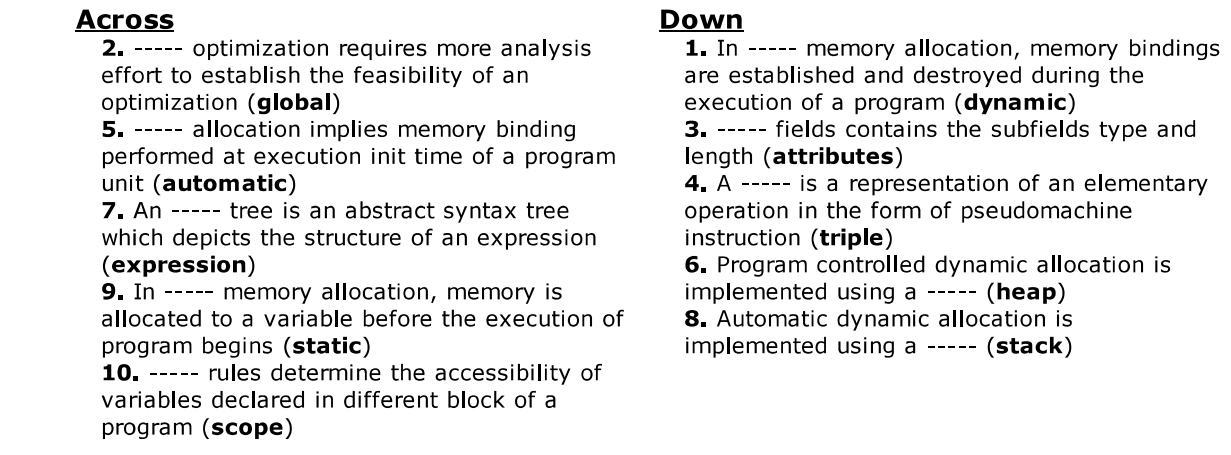 Across
2. ----- optimization requires more analysis
effort to establish the feasibility of an
optimization (global)
5. ----- allocation implies memory binding
performed at execution init time of a program
unit (automatic)
7. An ----- tree is an abstract syntax tree
which depicts the structure of an expression
(expression)
9. In ----- memory allocation, memory is
allocated to a variable before the execution of
program begins (static)
10. ----- rules determine the accessibility of
variables declared in different block of a
program (scope)
Down
1. In ----- memory allocation, memory bindings
are established and destroyed during the
execution of a program (dynamic)
3. ----- fields contains the subfields type and
length (attributes)
4. A ----- is a representation of an elementary
operation in the form of pseudomachine
instruction (triple)
6. Program controlled dynamic allocation is
implemented using a ----- (heap)
8. Automatic dynamic allocation is
implemented using a ----- (stack)